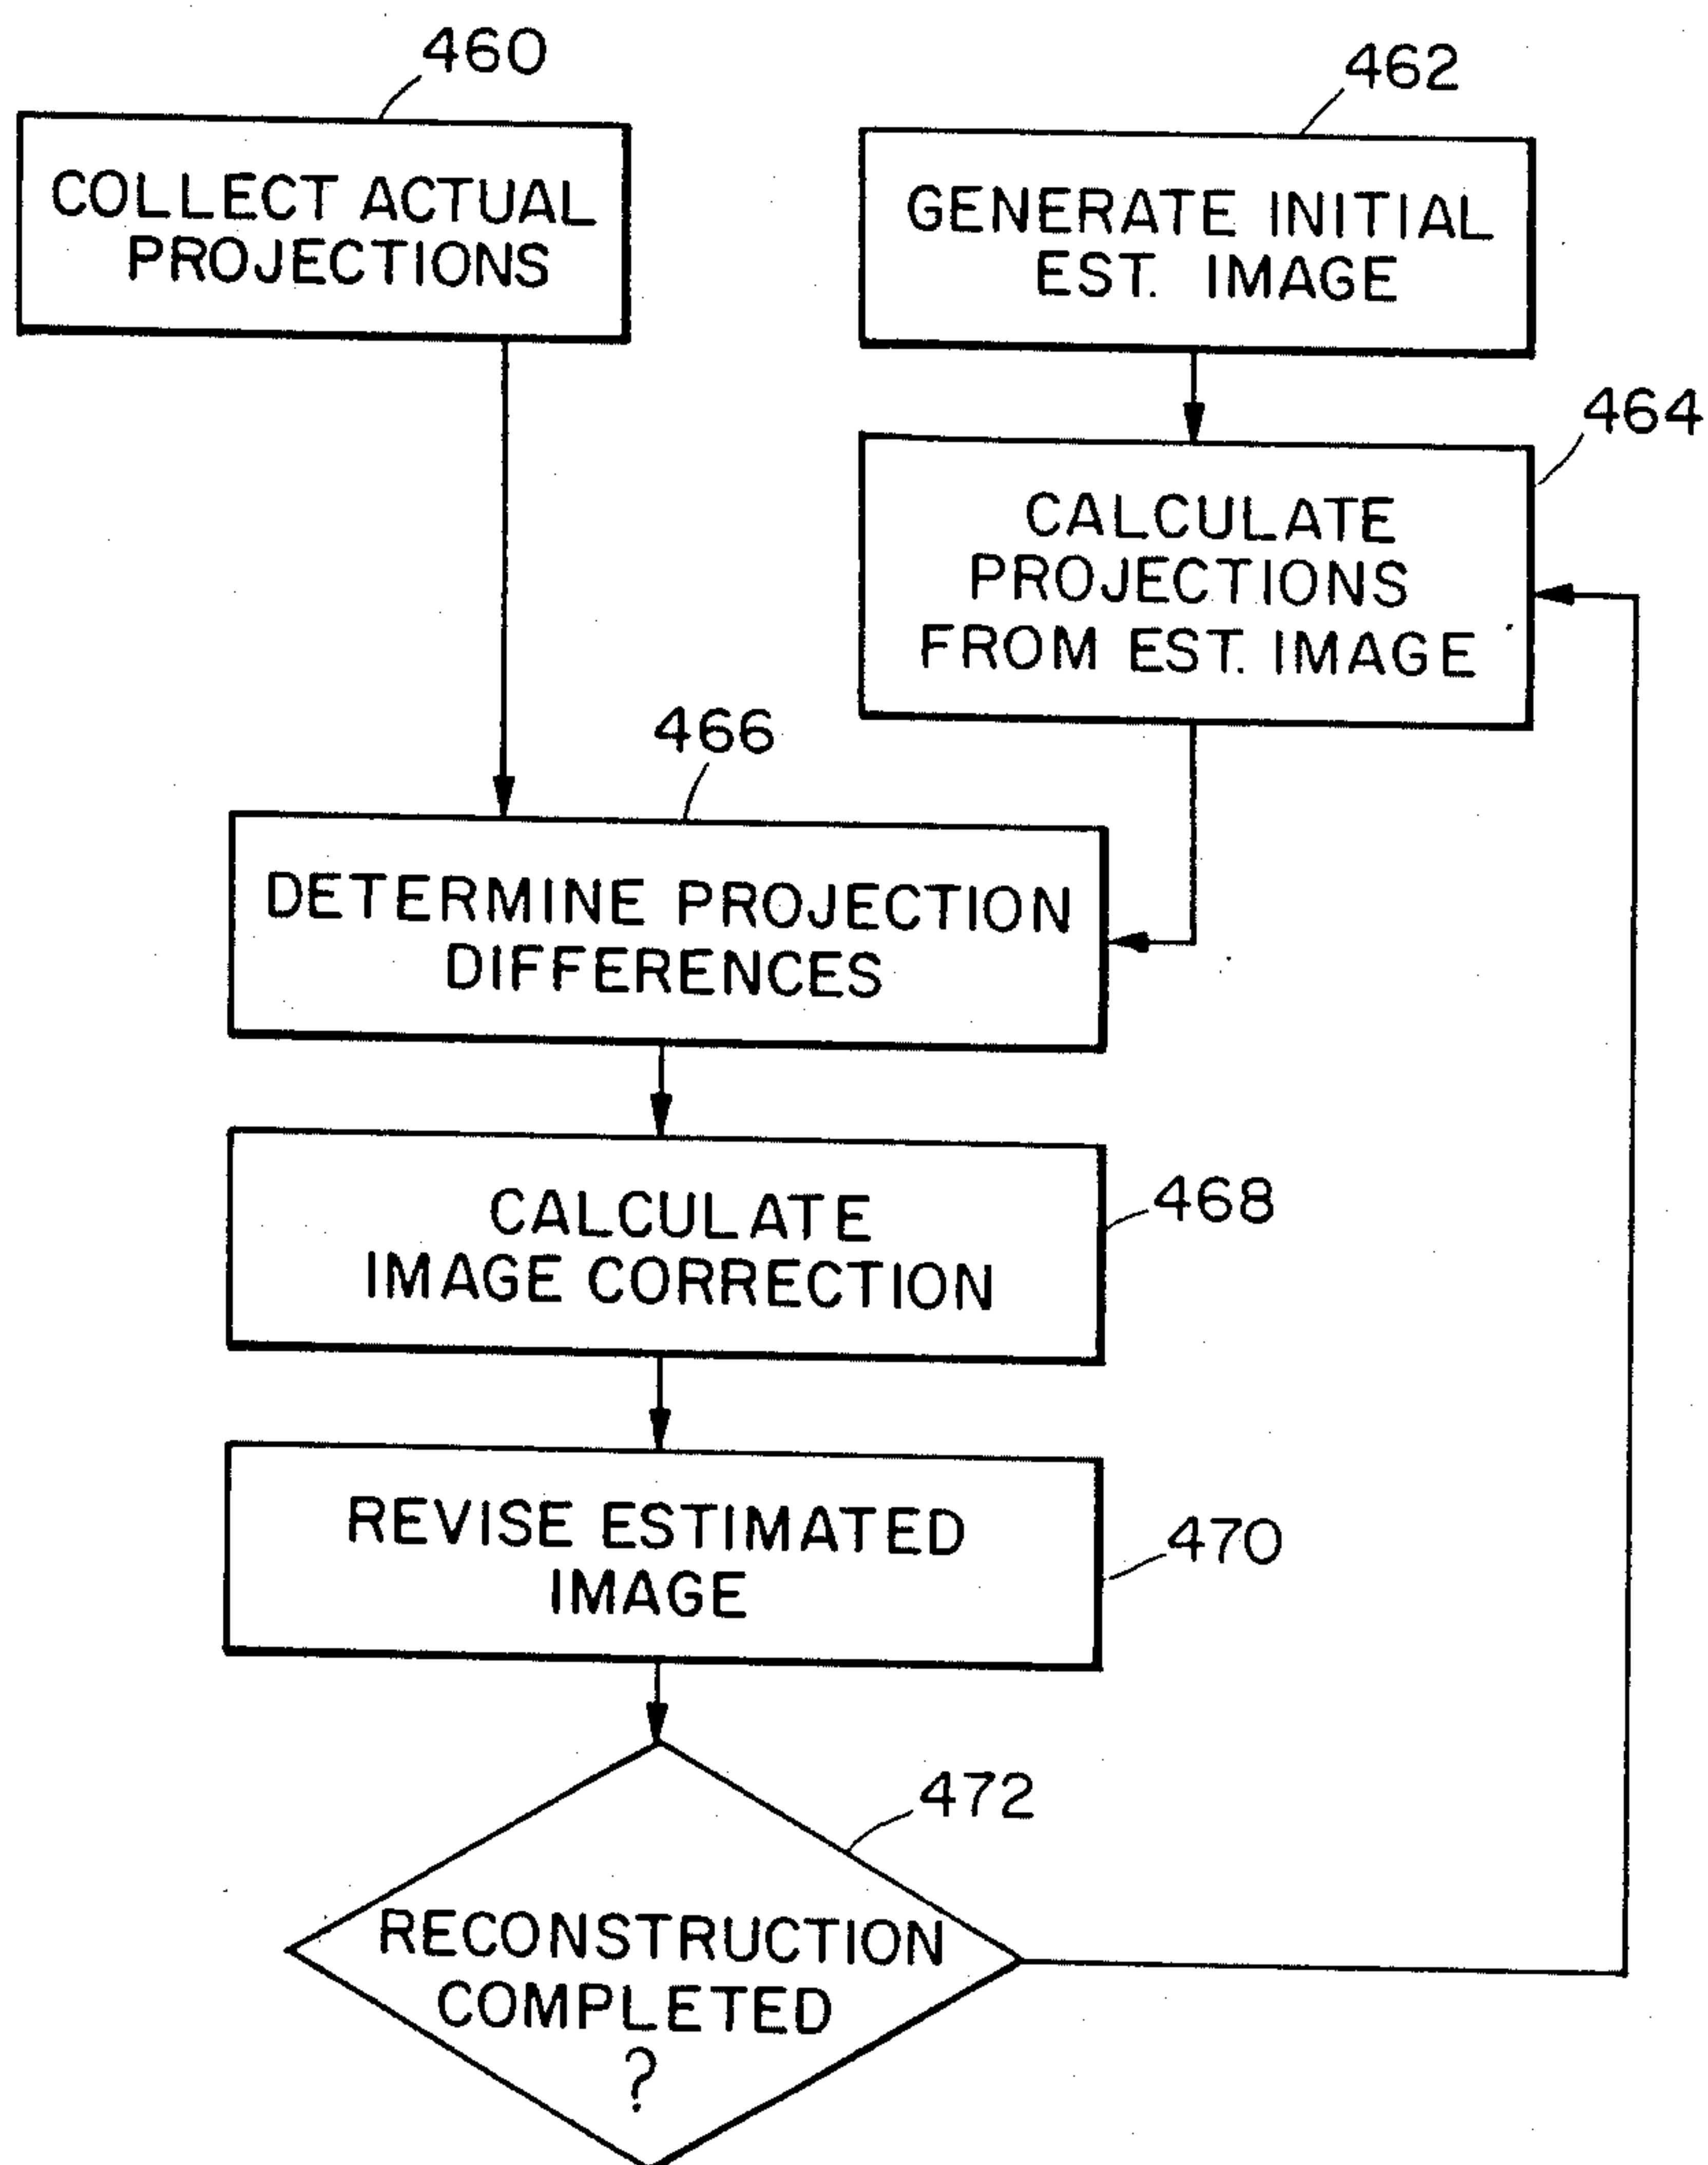 460
COLLECT ACTUAL
PROJECTIONS
462
GENERATE INITIAL
EST. IMAGE
464
CALCULATE
PROJECTIONS
FROM EST. IMAGE
466
DETERMINE PROJECTION
DIFFERENCES
468
CALCULATE
IMAGE CORRECTION
470
REVISE ESTIMATED
IMAGE
472
RECONSTRUCTION
COMPLETED
?